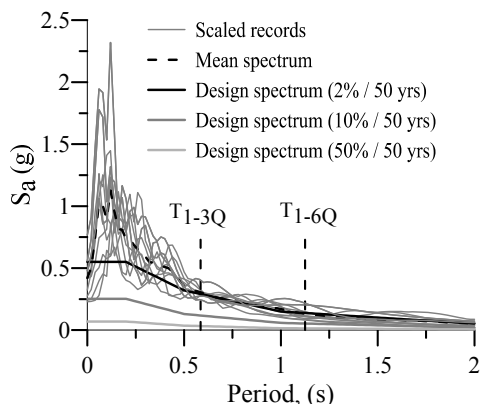 2.5
2
1.5
1
0.5
0
Sa (g)
Scaled records
Mean spectrum
Design spectrum (2% / 50 yrs)
Design spectrum (10% / 50 yrs)
Design spectrum (50% / 50 yrs)
T1-3Q T1-6Q
0 0.5 1 1.5 2
Period, (s)